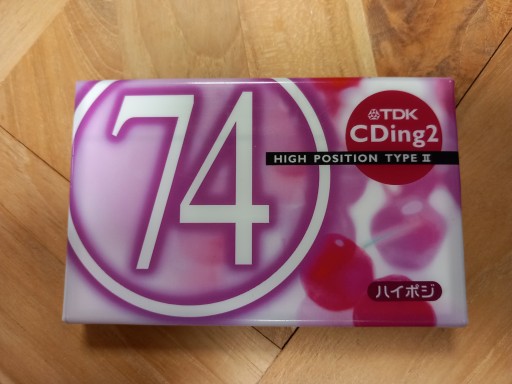 74
TDK
CDing2
HIGH POSITION TYPE II
ハイポジ